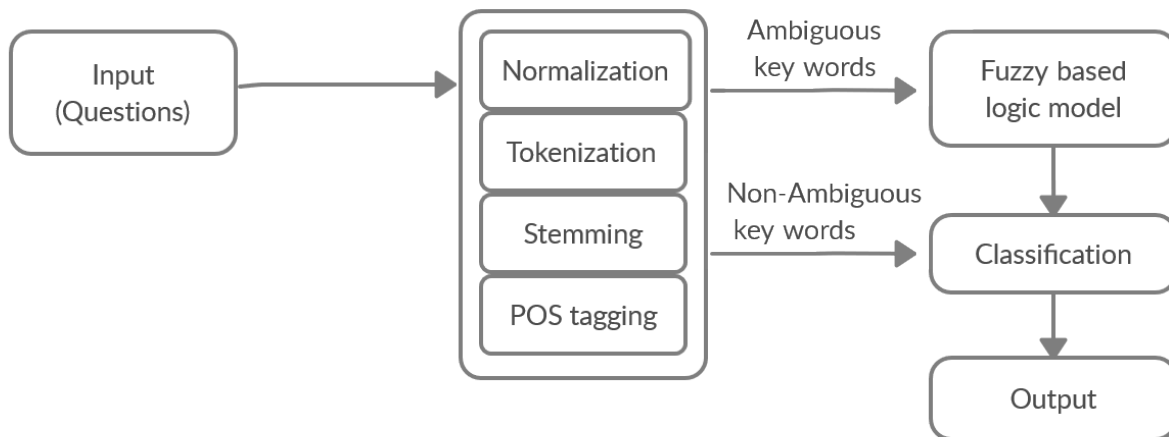 Input
(Questions)
Normalization
Tokenization
Stemming
POS tagging
Ambiguous
key words
Non-Ambiguous
key words
Fuzzy based
logic model
Classification
Output